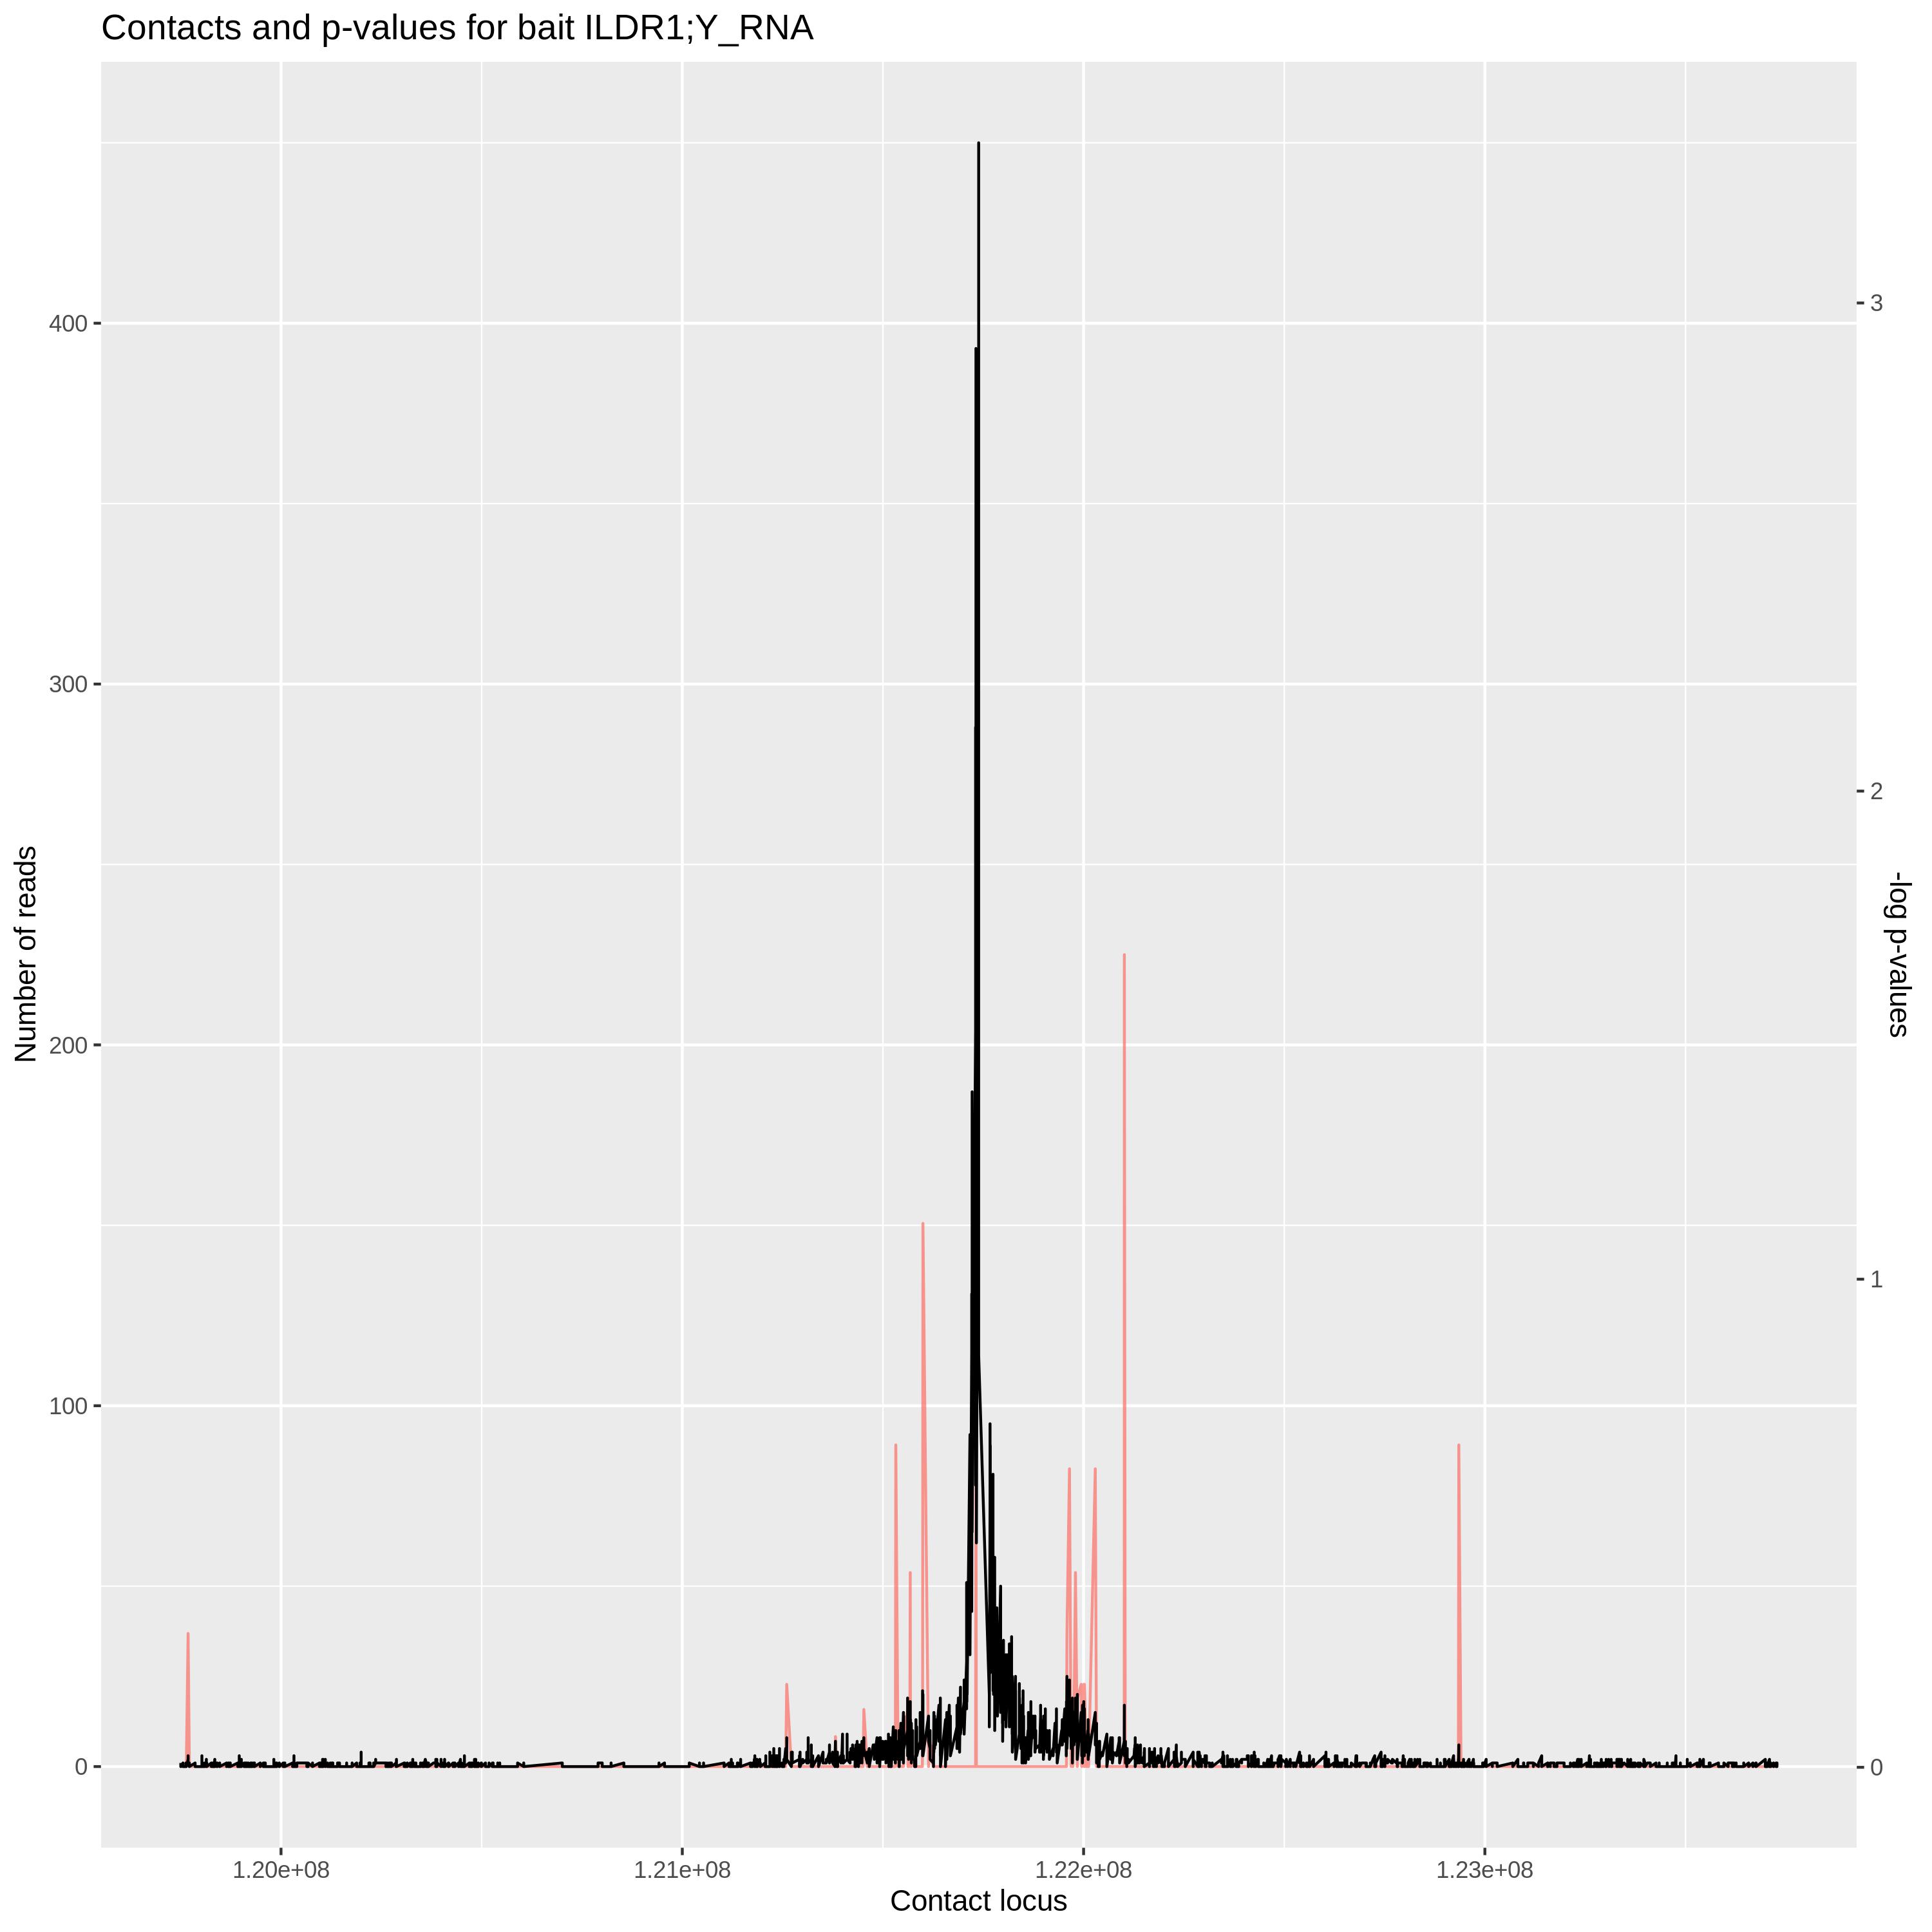 Contacts and p-values for bait ILDR1;Y_RNA
400
300
200
100
0
Number of reads
3
2
1
0
-log p-values
1.20e+08
1.21e+08
1.22e+08
1.23e+08
Contact locus